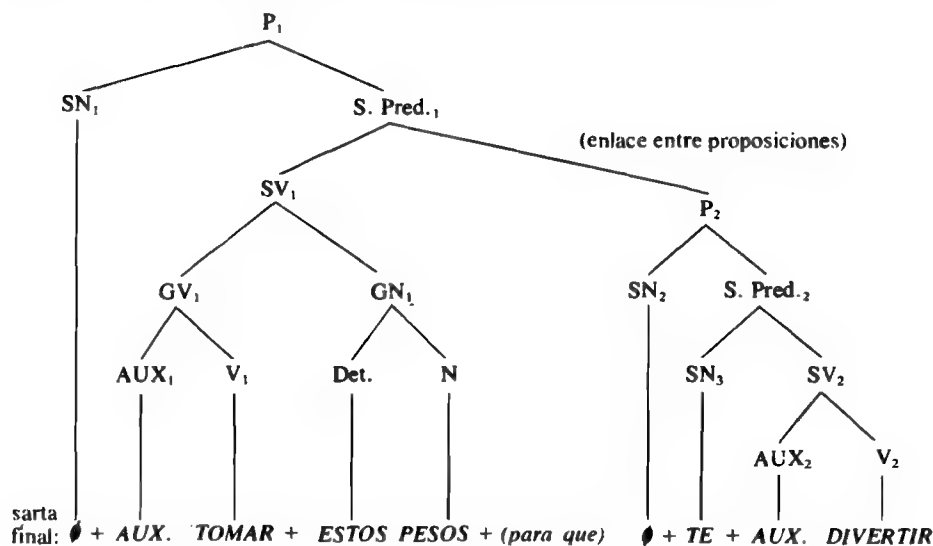 P₁
SN₁ S. Pred.₁
(enlace entre proposiciones)
SV₁
P₂
GV₁ GN₁ SN₂ S. Pred.₂
AUX₁ V₁ Det. N SN₃ SV₂
AUX₂ V₂
sarta
final: ∅ + AUX. TOMAR + ESTOS PESOS + (para que) ∅ + TE + AUX. DIVERTIR